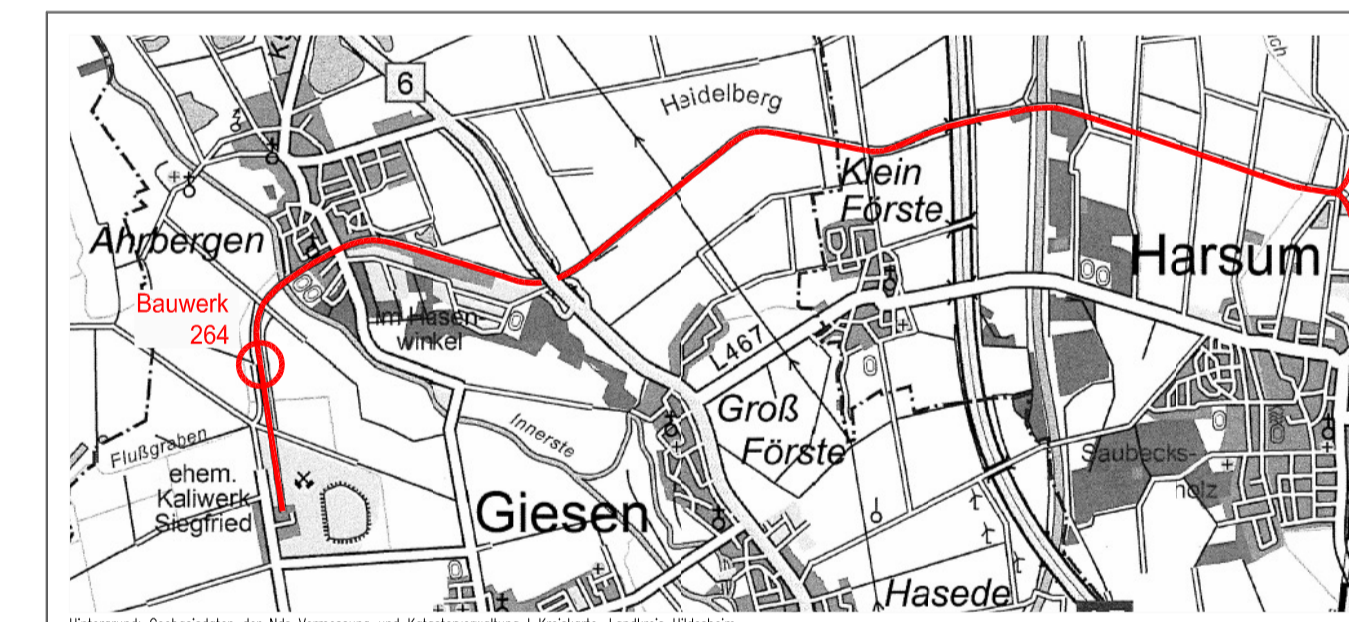 6
Heidelberg
Klein
Förste
Ahrbergen
Harsum
Bauwerk
264
Im Hasen-
winkel
L467
Groß
Förste
Innerste
Flußgraben
Saubecks-
holz
ehem.
Kaliwerk
Siegfried
Giesen
Hasede